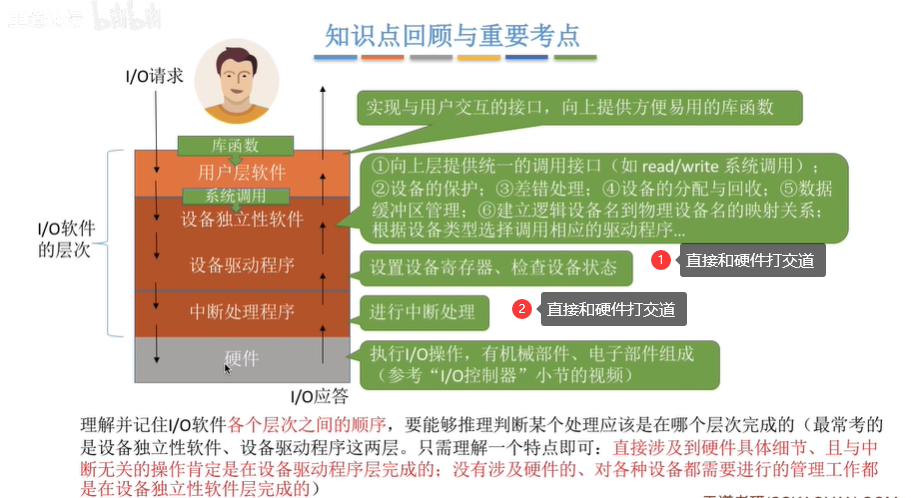 bilibili
知识点回顾与重要考点
I/O请求
实现与用户交互的接口，向上提供方便易用的库函数
库函数
用户层软件
系统调用
①向上层提供统一的调用接口（如 read/write 系统调用）；
②设备的保护；③差错处理；④设备的分配与回收；⑤数据
缓冲区管理；⑥建立逻辑设备名到物理设备名的映射关系；
根据设备类型选择调用相应的驱动程序...
I/O软件
的层次
设备独立性软件
设备驱动程序
设置设备寄存器、检查设备状态
1 直接和硬件打交道
中断处理程序
进行中断处理
2 直接和硬件打交道
硬件
执行I/O操作，有机械部件、电子部件组成
（参考“I/O控制器”小节的视频）
I/O应答
理解并记住I/O软件各个层次之间的顺序，要能够推理判断某个处理应该是在哪个层次完成的（最常考的
是设备独立性软件、设备驱动程序这两层。只需理解一个特点即可：直接涉及到硬件具体细节、且与中
断无关的操作肯定是在设备驱动程序层完成的；没有涉及硬件的、对各种设备都需要进行的管理工作都
是在设备独立性软件层完成的）